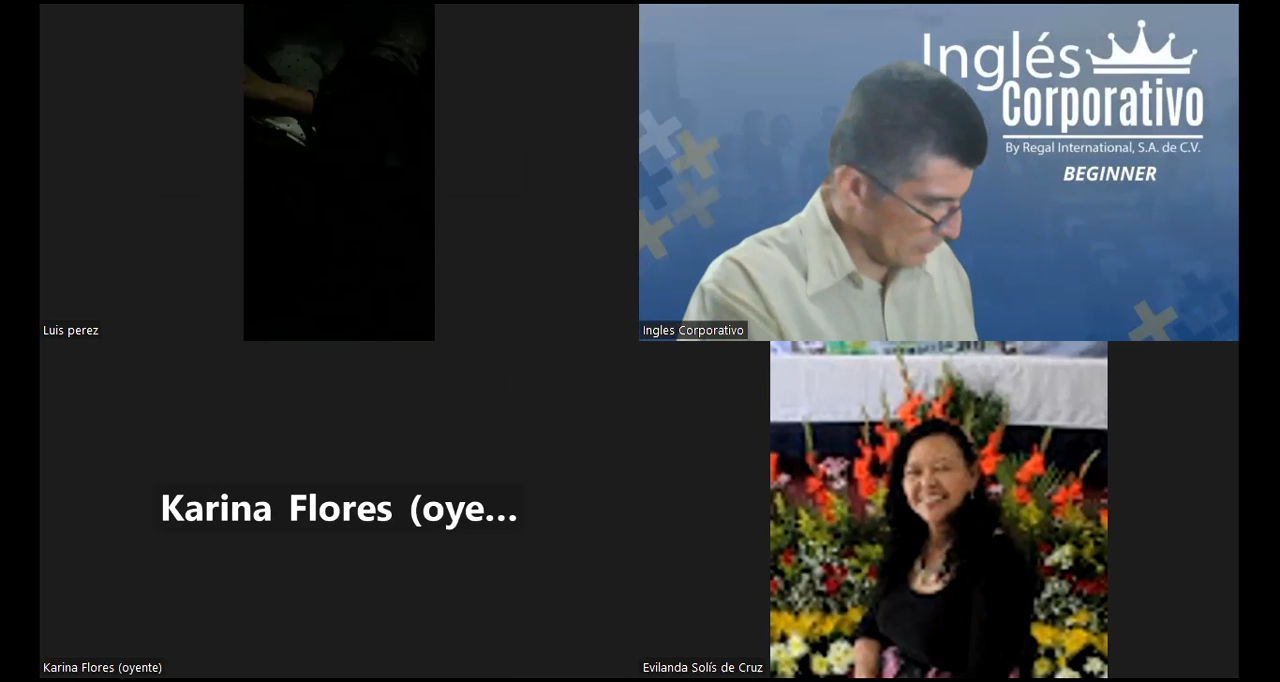 Inglés
Corporativo
By Regal International, S.A. de C.V.
BEGINNER
Luis perez
Ingles Corporativo
Karina Flores (oye...
Karina Flores (oyente)
Evilanda Solís de Cruz